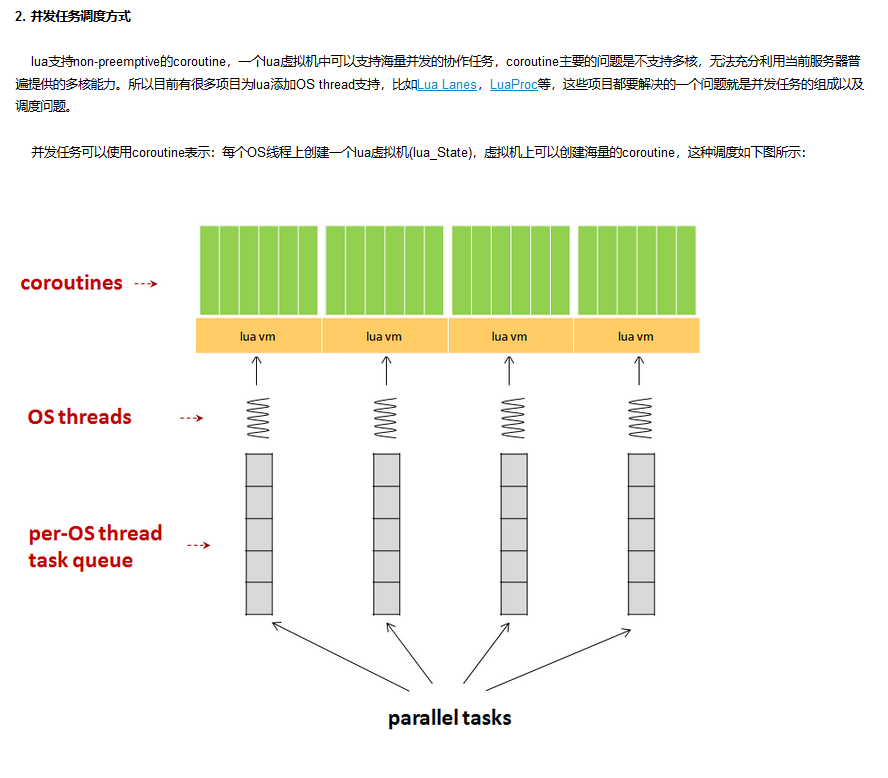 2. 并发任务调度方式
lua支持non-preemptive的coroutine，一个lua虚拟机中可以支持海量并发的协作任务，coroutine主要的问题是不支持多核，无法充分利用当前服务器普
遍提供的多核能力。所以目前有很多项目为lua添加OS thread支持，比如Lua Lanes，LuaProc等，这些项目都要解决的一个问题就是并发任务的组成以及
调度问题。
并发任务可以使用coroutine表示：每个OS线程上创建一个lua虚拟机(lua_State)，虚拟机上可以创建海量的coroutine，这种调度如下图所示：
coroutines
lua vm
lua vm
lua vm
lua vm
OS threads
per-OS thread
task queue
parallel tasks